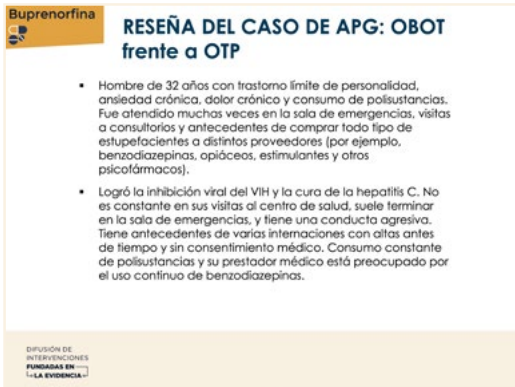 Buprenorfina
RESEÑA DEL CASO DE APG: OBOT
frente a OTP
▪ Hombre de 32 años con trastorno límite de personalidad,
ansiedad crónica, dolor crónico y consumo de polisustancias.
Fue atendido muchas veces en la sala de emergencias, visitas
a consultorios y antecedentes de comprar todo tipo de
estupefacientes a distintos proveedores (por ejemplo,
benzodiazepinas, opiáceos, estimulantes y otros
psicofármacos).
▪ Logró la inhibición viral del VIH y la cura de la hepatitis C. No
es constante en sus visitas al centro de salud, suele terminar
en la sala de emergencias, y tiene una conducta agresiva.
Tiene antecedentes de varias internaciones con altas antes
de tiempo y sin consentimiento médico. Consumo constante
de polisustancias y su prestador médico está preocupado por
el uso continuo de benzodiazepinas.
DIFUSIÓN DE
INTERVENCIONES
FUNDADAS EN
LA EVIDENCIA